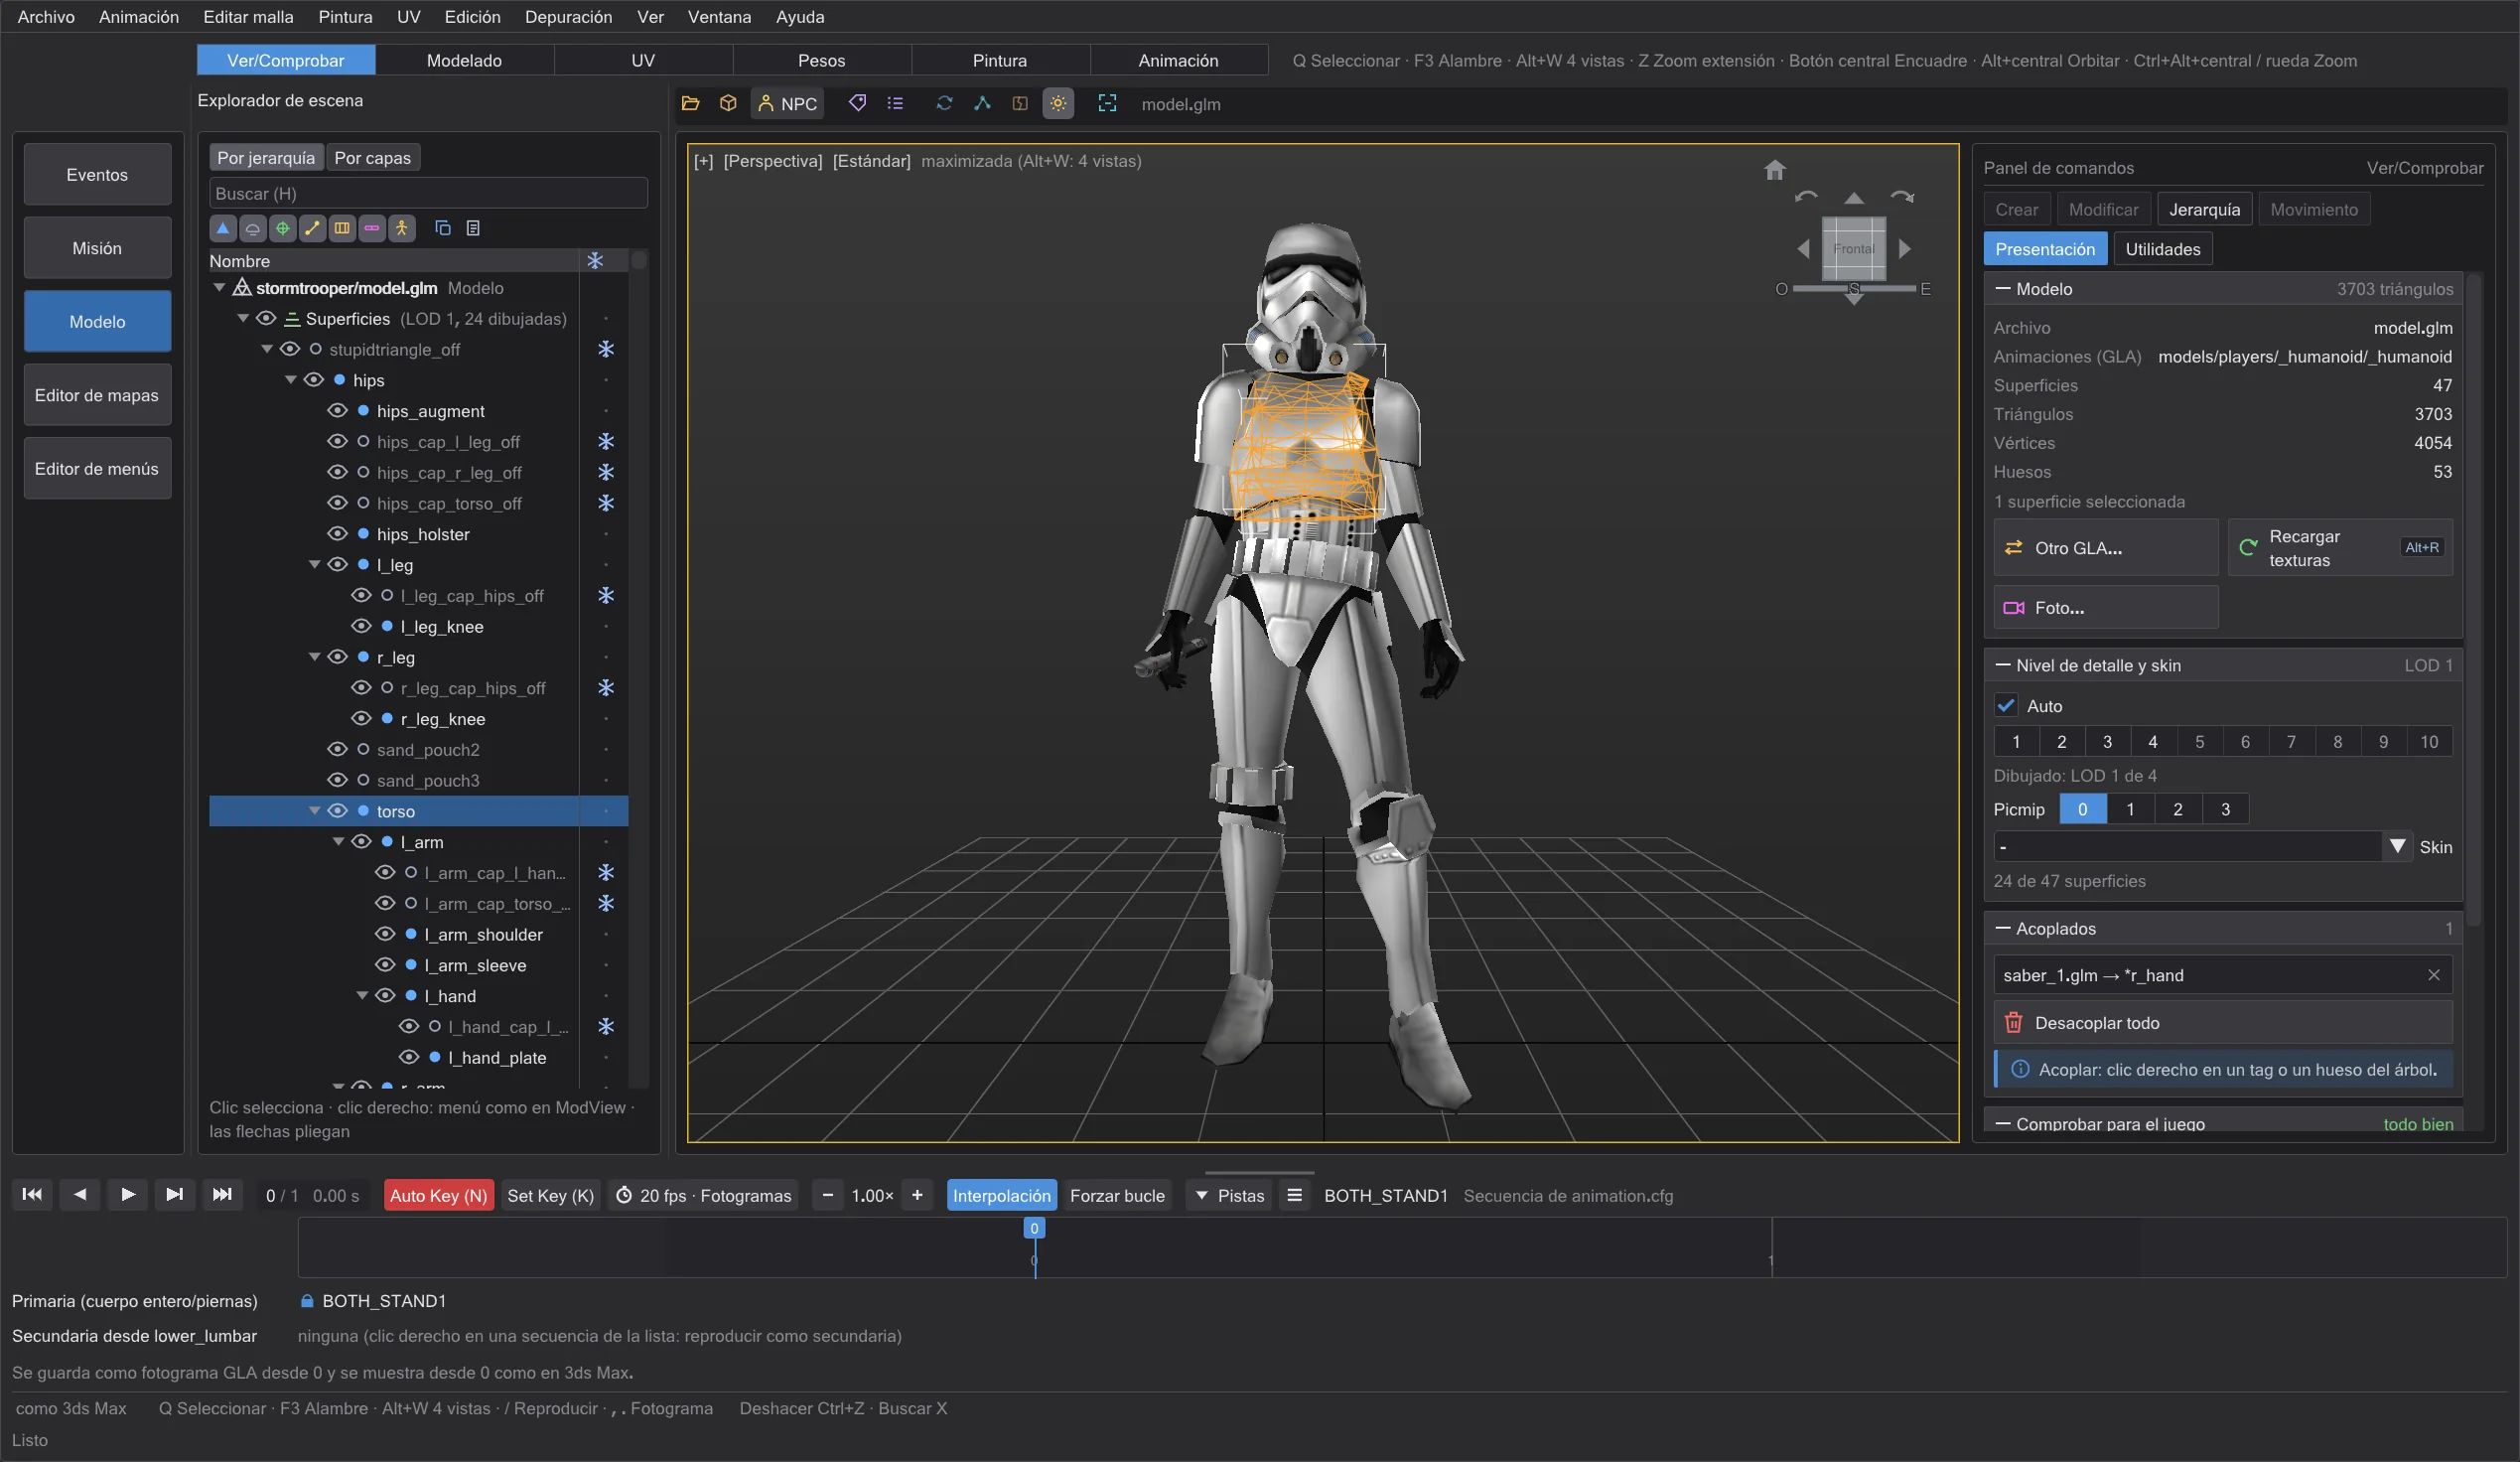 Archivo Animación Editar malla Pintura UV Edición Depuración Ver Ventana Ayuda
Ver/Comprobar Modelado UV Pesos Pintura Animación Q Seleccionar · F3 Alambre · Alt+W 4 vistas · Z Zoom extensión · Botón central Encuadre · Alt+central Orbitar · Ctrl+Alt+central / rueda Zoom
Eventos
Misión
Modelo
Editor de mapas
Editor de menús
Explorador de escena
Por jerarquía Por capas
Buscar (H)
Nombre
stormtrooper/model.glm Modelo
Superficies (LOD 1, 24 dibujadas)
stupidtriangle_off
hips
hips_augment
hips_cap_l_leg_off
hips_cap_r_leg_off
hips_cap_torso_off
hips_holster
l_leg
l_leg_cap_hips_off
l_leg_knee
r_leg
r_leg_cap_hips_off
r_leg_knee
sand_pouch2
sand_pouch3
torso
l_arm
l_arm_cap_l_han...
l_arm_cap_torso_...
l_arm_shoulder
l_arm_sleeve
l_hand
l_hand_cap_l_...
l_hand_plate
r_arm
Clic selecciona · clic derecho: menú como en ModView ·
las flechas pliegan
NPC model.glm
[+] [Perspectiva] [Estándar] maximizada (Alt+W: 4 vistas)
Frontal
O S E
Panel de comandos Ver/Comprobar
Crear Modificar Jerarquía Movimiento
Presentación Utilidades
Modelo 3703 triángulos
Archivo model.glm
Animaciones (GLA) models/players/_humanoid/_humanoid
Superficies 47
Triángulos 3703
Vértices 4054
Huesos 53
1 superficie seleccionada
Otro GLA...
Recargar texturas Alt+R
Foto...
Nivel de detalle y skin LOD 1
Auto
1 2 3 4 5 6 7 8 9 10
Dibujado: LOD 1 de 4
Picmip 0 1 2 3
- Skin
24 de 47 superficies
Acoplados 1
saber_1.glm → *r_hand
Desacoplar todo
Acoplar: clic derecho en un tag o un hueso del árbol.
Comprobar para el juego todo bien
0 / 1 0.00 s Auto Key (N) Set Key (K) 20 fps · Fotogramas − 1.00× + Interpolación Forzar bucle Pistas BOTH_STAND1 Secuencia de animation.cfg
0
0 1
Primaria (cuerpo entero/piernas) BOTH_STAND1
Secundaria desde lower_lumbar ninguna (clic derecho en una secuencia de la lista: reproducir como secundaria)
Se guarda como fotograma GLA desde 0 y se muestra desde 0 como en 3ds Max.
como 3ds Max Q Seleccionar · F3 Alambre · Alt+W 4 vistas · / Reproducir · , . Fotograma Deshacer Ctrl+Z · Buscar X
Listo